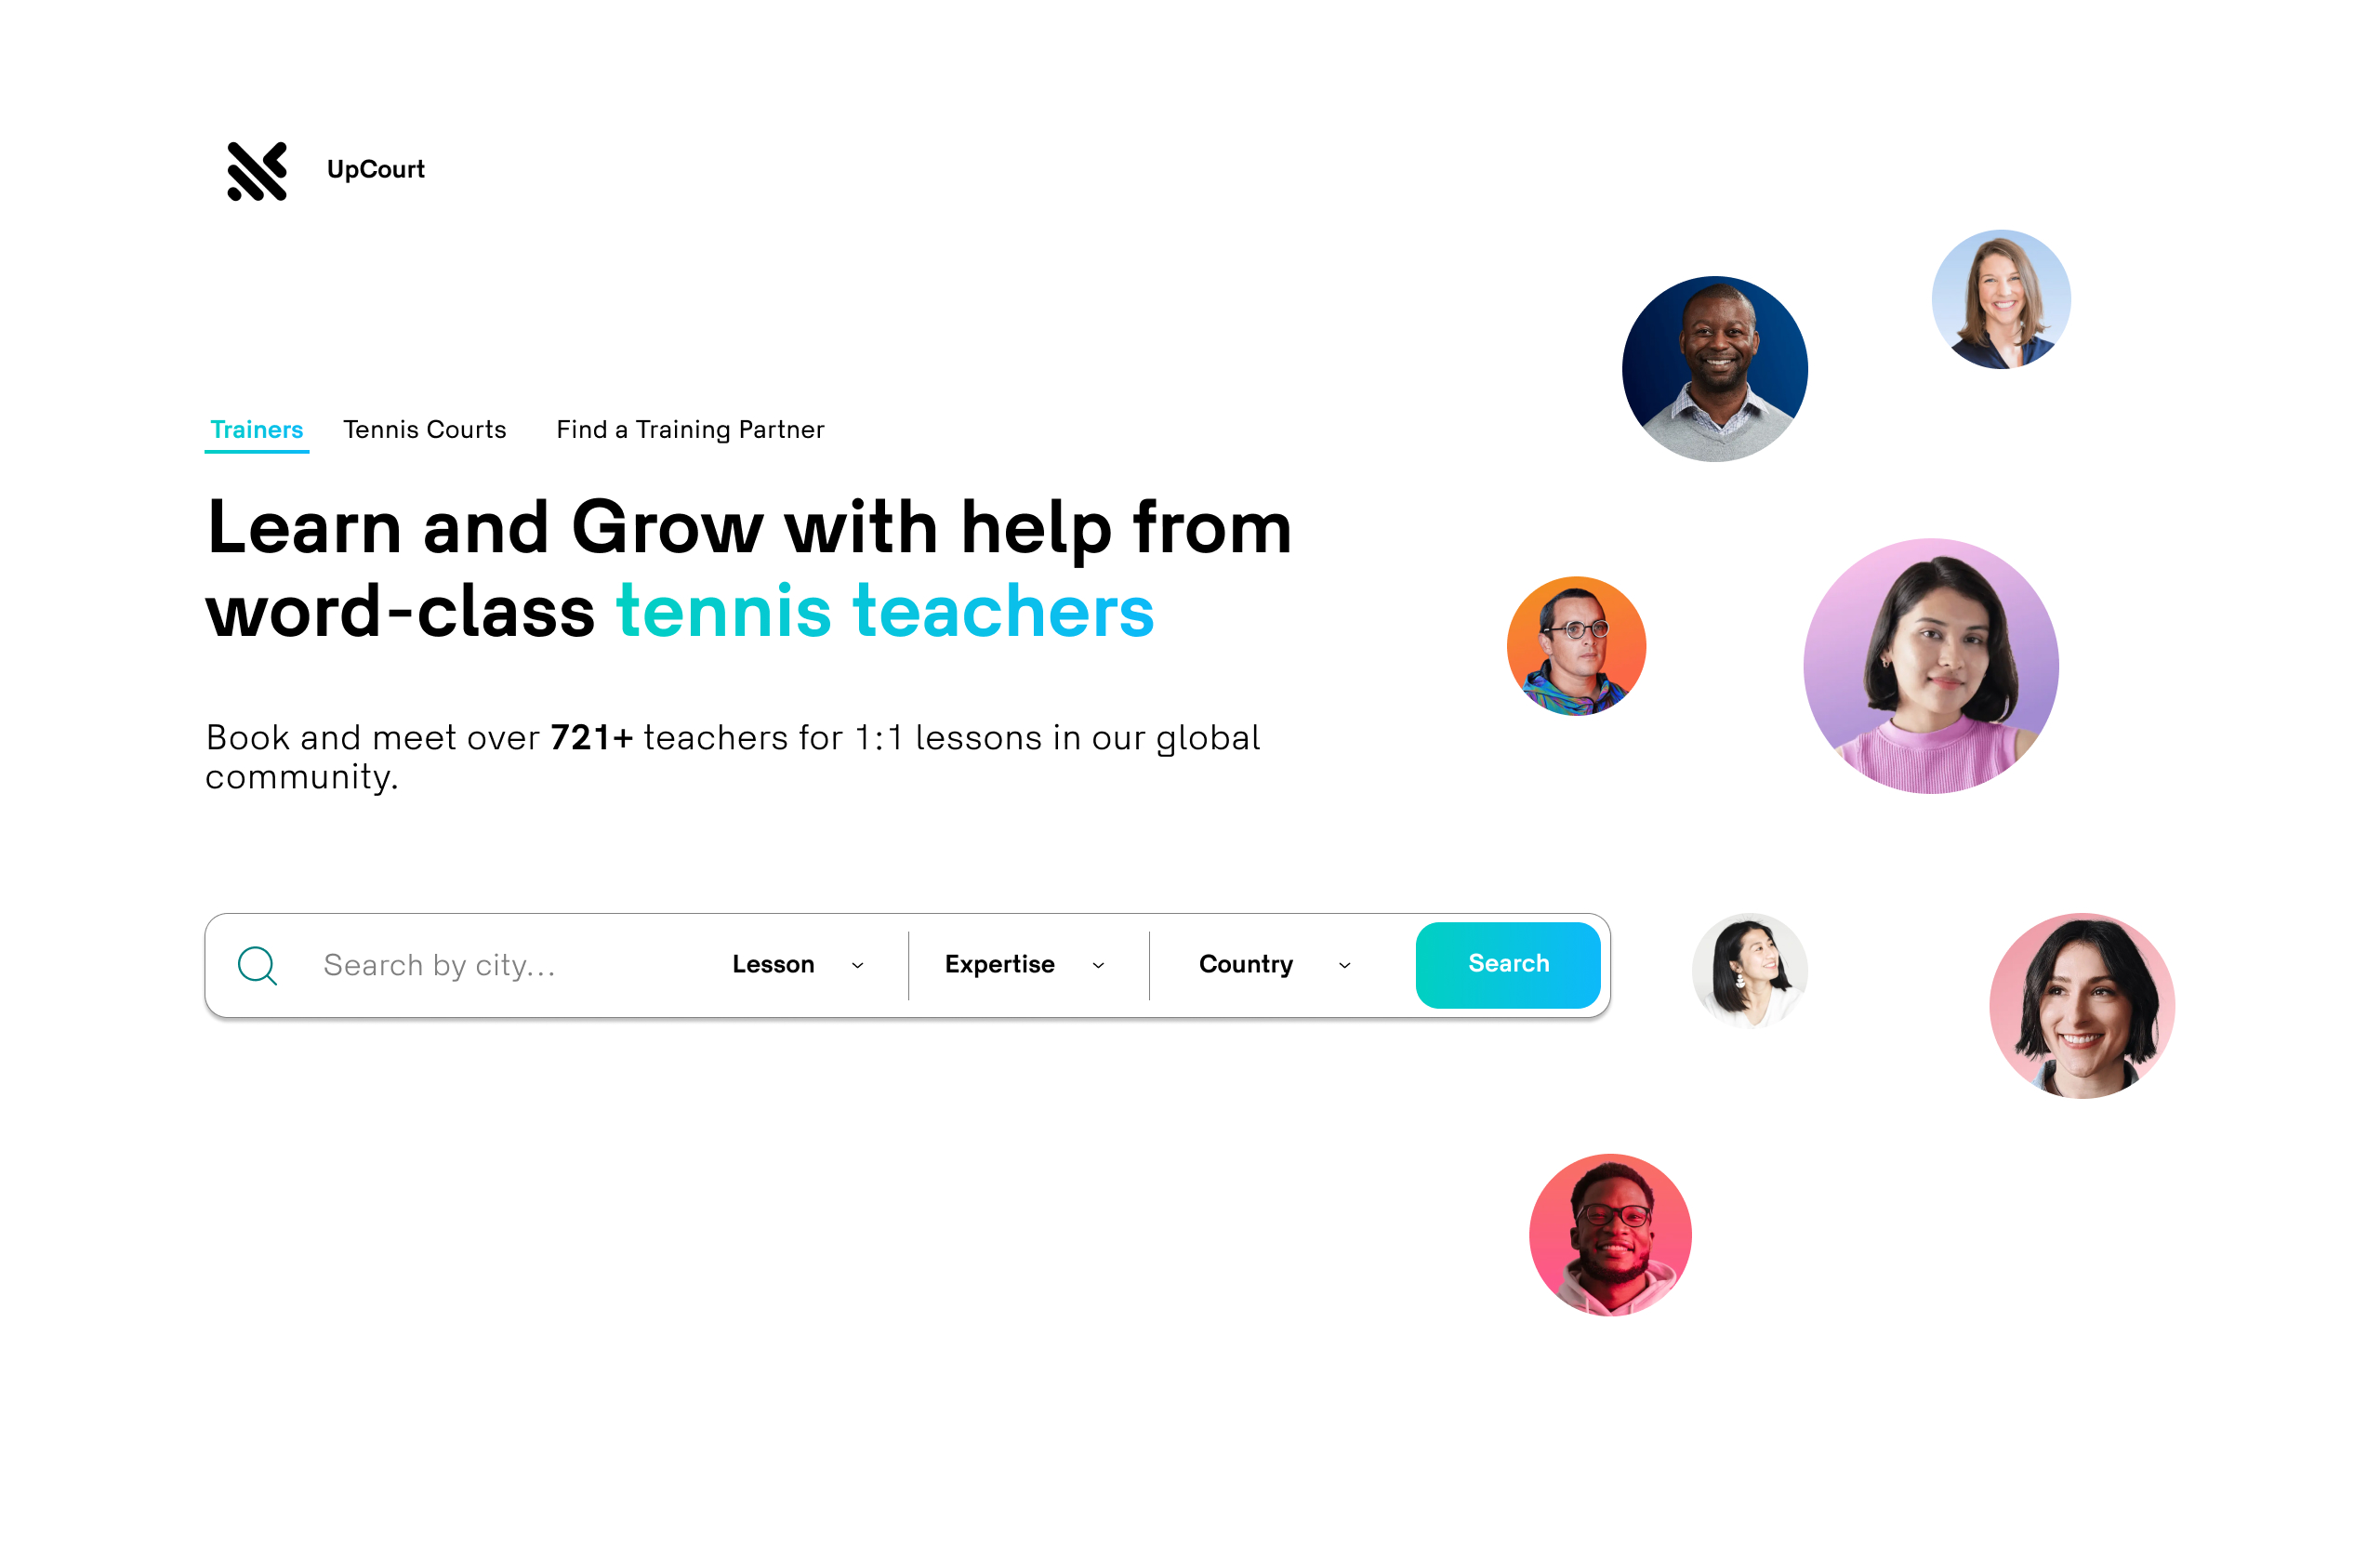 UpCourt
Trainers Tennis Courts Find a Training Partner
Learn and Grow with help from
word-class tennis teachers
Book and meet over 721+ teachers for 1:1 lessons in our global
community.
Search by city... Lesson Expertise Country Search